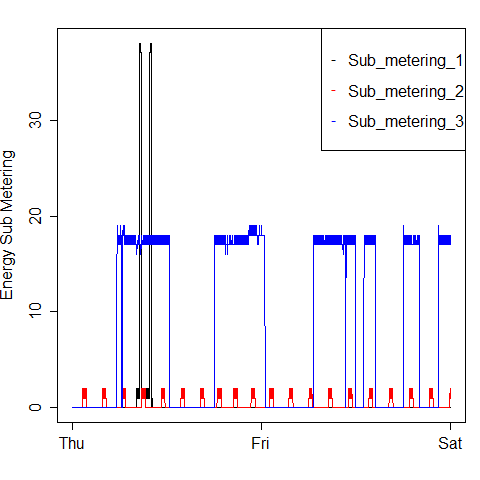 Sub_metering_1
Sub_metering_2
Sub_metering_3
Energy Sub Metering
30
20
10
0
Thu Fri Sat